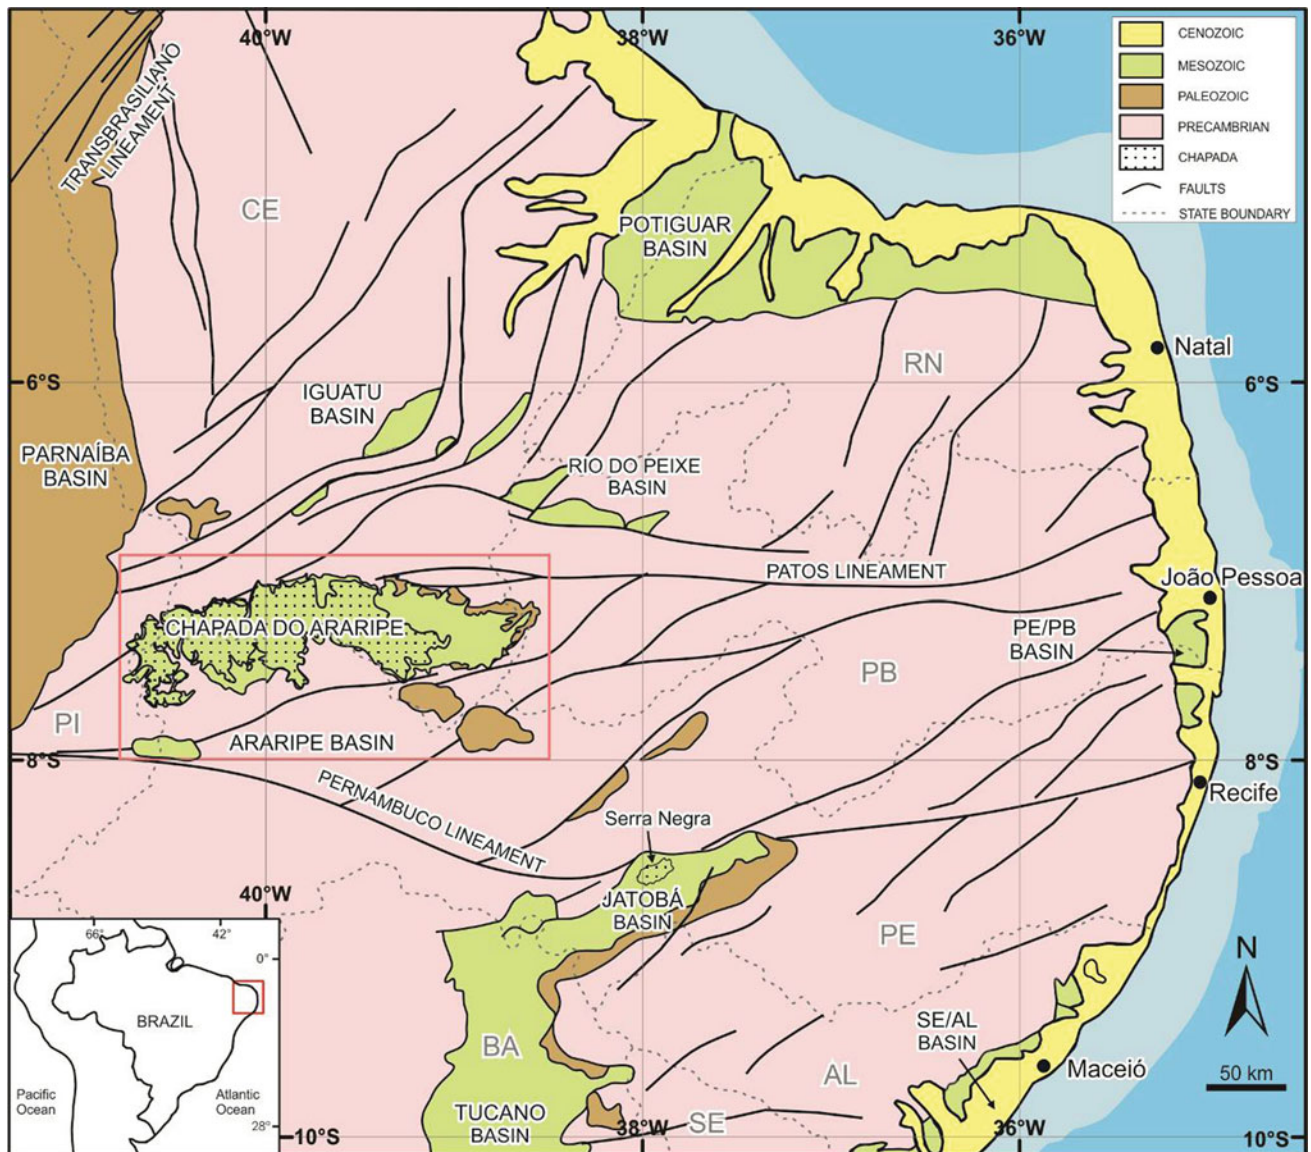 40°W
38°W
36°W
CENOZOIC
MESOZOIC
PALEOZOIC
PRECAMBRIAN
CHAPADA
FAULTS
STATE BOUNDARY
TRANSBRASILIANO
LINEAMENT
CE
POTIGUAR
BASIN
RN
Natal
6°S
6°S
IGUATU
BASIN
PARNAÍBA
BASIN
RIO DO PEIXE
BASIN
PATOS LINEAMENT
João Pessoa
CHAPADA DO ARARIPE
PE/PB
BASIN
PB
PI
ARARIPE BASIN
8°S
8°S
PERNAMBUCO LINEAMENT
Recife
Serra Negra
40°W
JATOBÁ
BASIN
PE
66°
42°
0°
BRAZIL
Pacific
Ocean
Atlantic
Ocean
28°
N
50 km
SE/AL
BASIN
BA
AL
Maceió
TUCANO
BASIN
SE
38°W
36°W
10°S
10°S